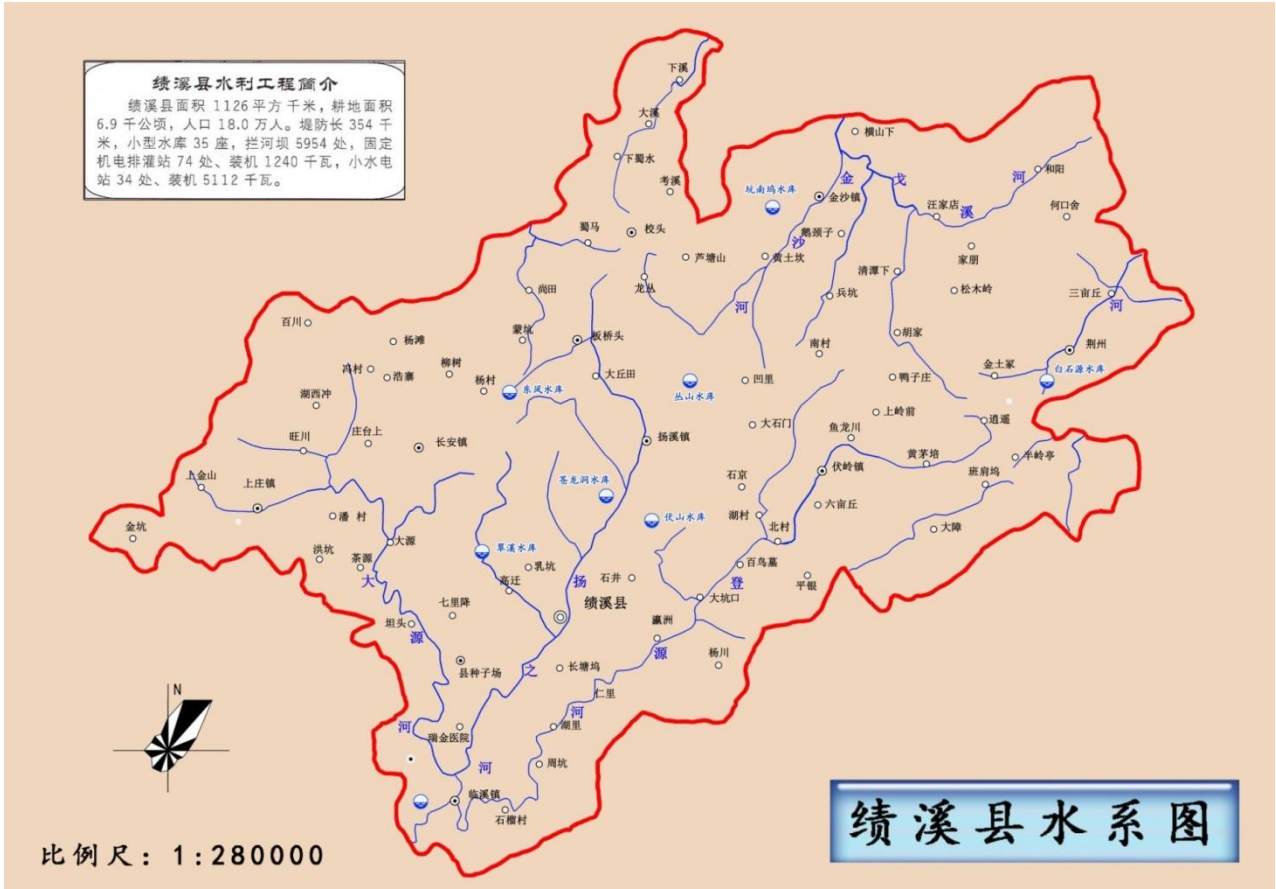 绩溪县水利工程简介
绩溪县面积 1126 平方千米，耕地面积
6.9 千公顷，人口 18.0 万人。堤防长 354 千
米，小型水库 35 座，拦河坝 5954 处，固定
机电排灌站 74 处、装机 1240 千瓦，小水电
站 34 处、装机 5112 千瓦。
下溪
大溪
横山下
下蜀水
和阳
考溪
金
戈
河
坑南坞水库
金沙镇
汪家店
溪
何口舍
蜀马
校头
鹅颈子
沙
家朋
芦塘山
黄土坎
清潭下
龙丛
尚田
兵坑
松木岭
三亩丘
河
河
百川
杨滩
蒙坑
板桥头
胡家
南村
荆州
冯村
浩寨
柳树
杨村
大丘田
凹里
鸭子庄
金土冢
白石源水库
东风水库
丛山水库
湖西冲
上岭前
逍遥
旺川
庄台上
长安镇
扬溪镇
大石门
鱼龙川
黄茅培
半岭亭
上金山
上庄镇
苍龙洞水库
石京
伏岭镇
班肩坞
金坑
潘 村
伏山水库
湖村
六亩丘
北村
大障
洪坑
茶源
大源
翠溪水库
乳坑
石井
百鸟墓
平银
大
高迁
扬
登
大坑口
七里降
绩溪县
坦头
源
瀛洲
源
杨川
县种子场
之
长塘坞
仁里
河
瑞金医院
河
湖里
河
周坑
临溪镇
石榴村
N
比例尺：1:280000
绩溪县水系图